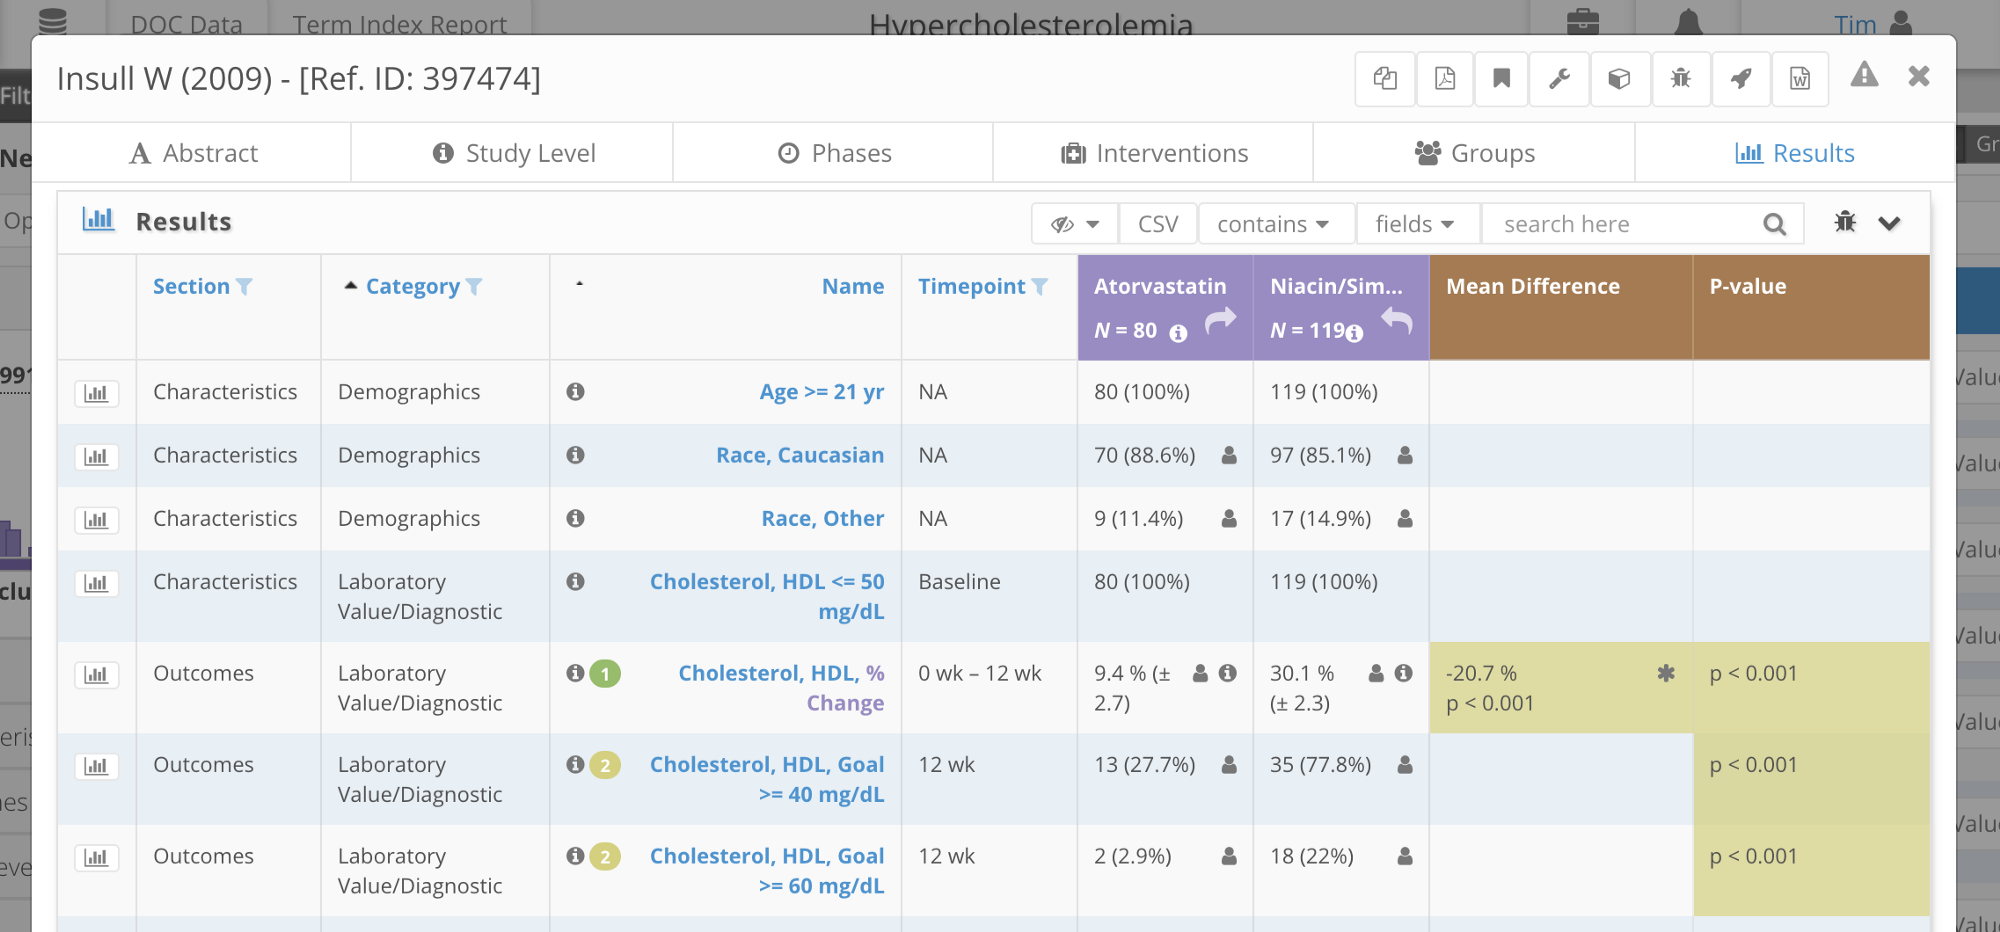 DOC Data
Term Index Report
Hypercholesterolemia
Tim
Insull W (2009) - [Ref. ID: 397474]
Abstract
Study Level
Phases
Interventions
Groups
Results
Results
CSV
contains
fields
search here
Section
Category
Name
Timepoint
Atorvastatin
N = 80
Niacin/Sim...
N = 119
Mean Difference
P-value
Characteristics
Demographics
Age >= 21 yr
NA
80 (100%)
119 (100%)
Characteristics
Demographics
Race, Caucasian
NA
70 (88.6%)
97 (85.1%)
Characteristics
Demographics
Race, Other
NA
9 (11.4%)
17 (14.9%)
Characteristics
Laboratory
Value/Diagnostic
Cholesterol, HDL <= 50
mg/dL
Baseline
80 (100%)
119 (100%)
Outcomes
Laboratory
Value/Diagnostic
1
Cholesterol, HDL, %
Change
0 wk – 12 wk
9.4 % (±
2.7)
30.1 %
(± 2.3)
-20.7 %
p < 0.001
p < 0.001
Outcomes
Laboratory
Value/Diagnostic
2
Cholesterol, HDL, Goal
>= 40 mg/dL
12 wk
13 (27.7%)
35 (77.8%)
p < 0.001
Outcomes
Laboratory
Value/Diagnostic
2
Cholesterol, HDL, Goal
>= 60 mg/dL
12 wk
2 (2.9%)
18 (22%)
p < 0.001